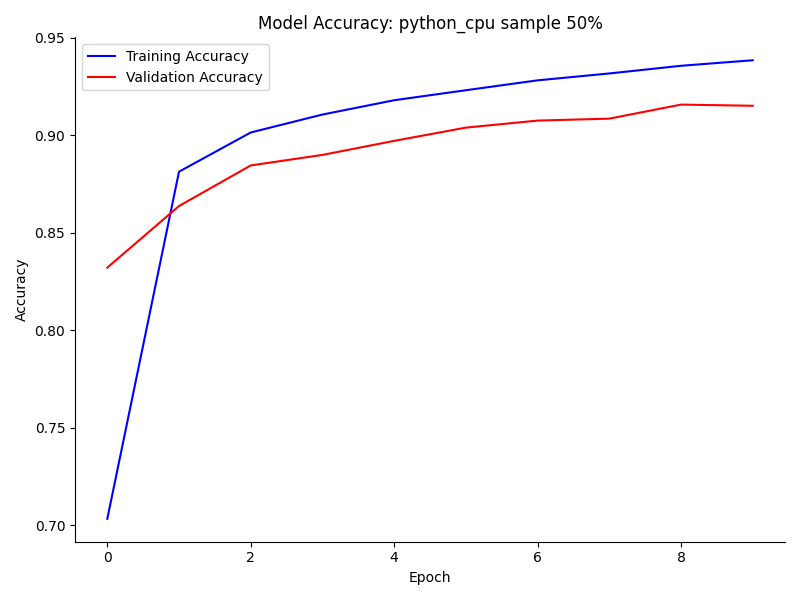 Model Accuracy: python_cpu sample 50%
Training Accuracy
Validation Accuracy
Accuracy
0.95
0.90
0.85
0.80
0.75
0.70
0 2 4 6 8
Epoch